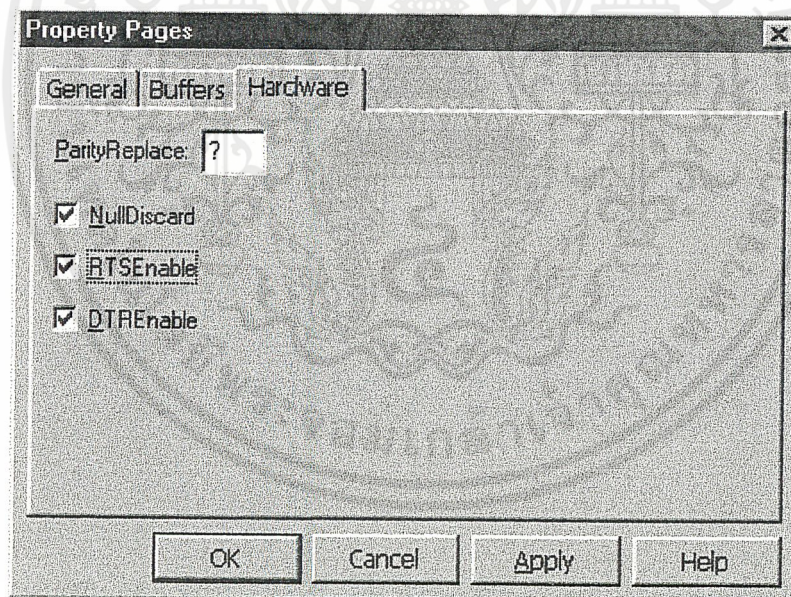 Property Pages
General Buffers Hardware
ParityReplace: ?
NullDiscard
RTSEnable
DTREnable
OK Cancel Apply Help